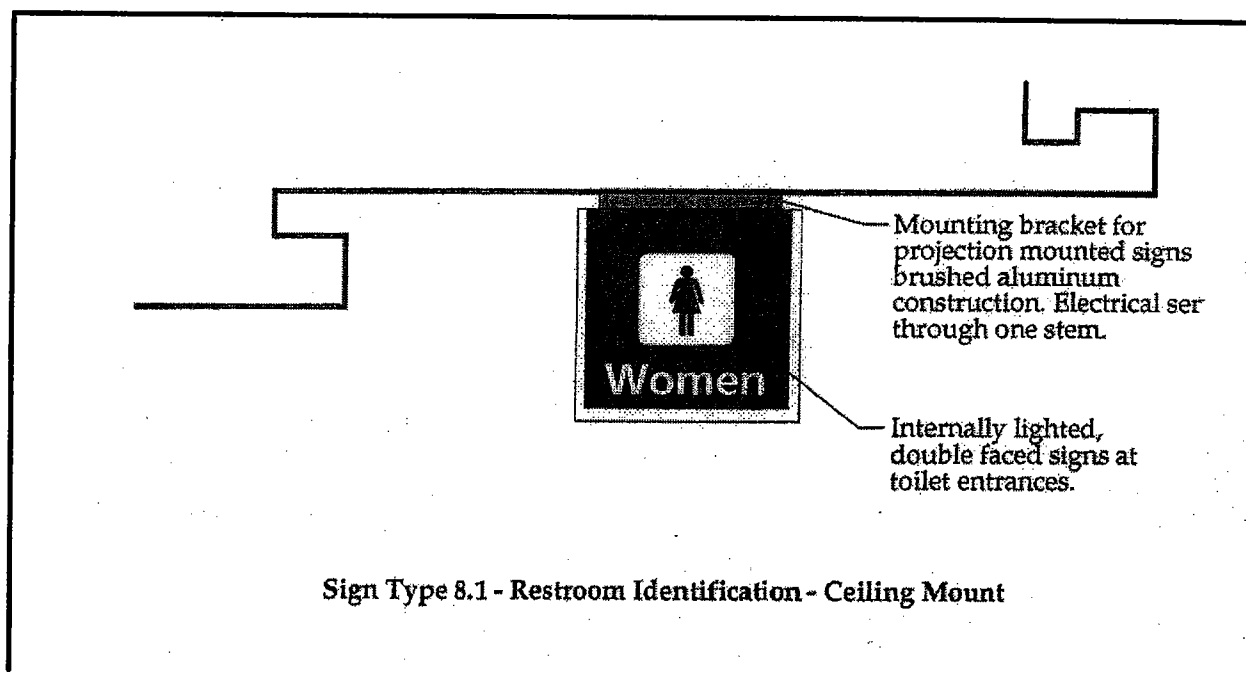 Mounting bracket for
projection mounted signs
brushed aluminum
construction. Electrical ser
through one stem.
Women
Internally lighted,
double faced signs at
toilet entrances.
Sign Type 8.1 - Restroom Identification - Ceiling Mount